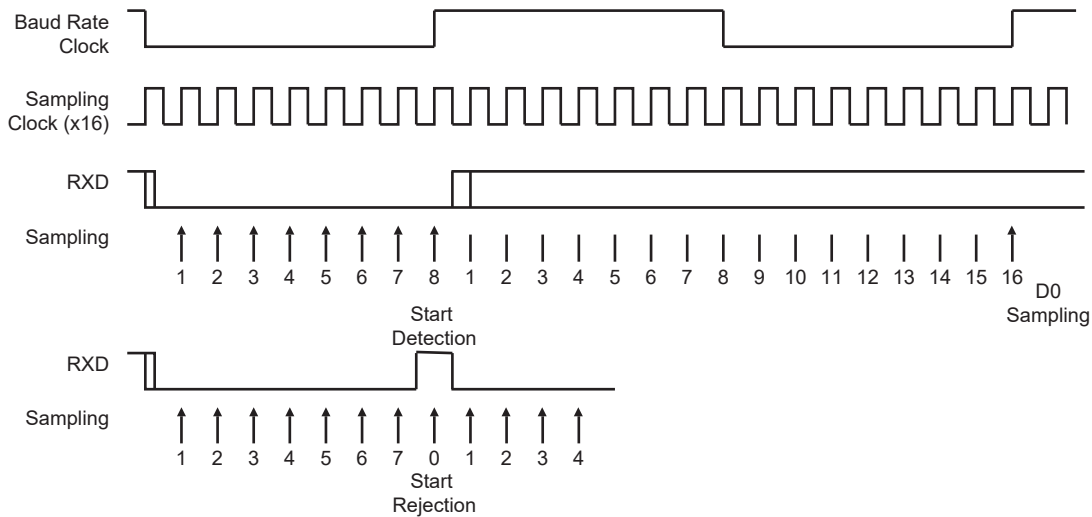 Baud Rate
Clock
Sampling
Clock (x16)
RXD
Sampling
1 2 3 4 5 6 7 8 1 2 3 4 5 6 7 8 9 10 11 12 13 14 15 16
D0
Sampling
Start
Detection
RXD
Sampling
1 2 3 4 5 6 7 0 1 2 3 4
Start
Rejection